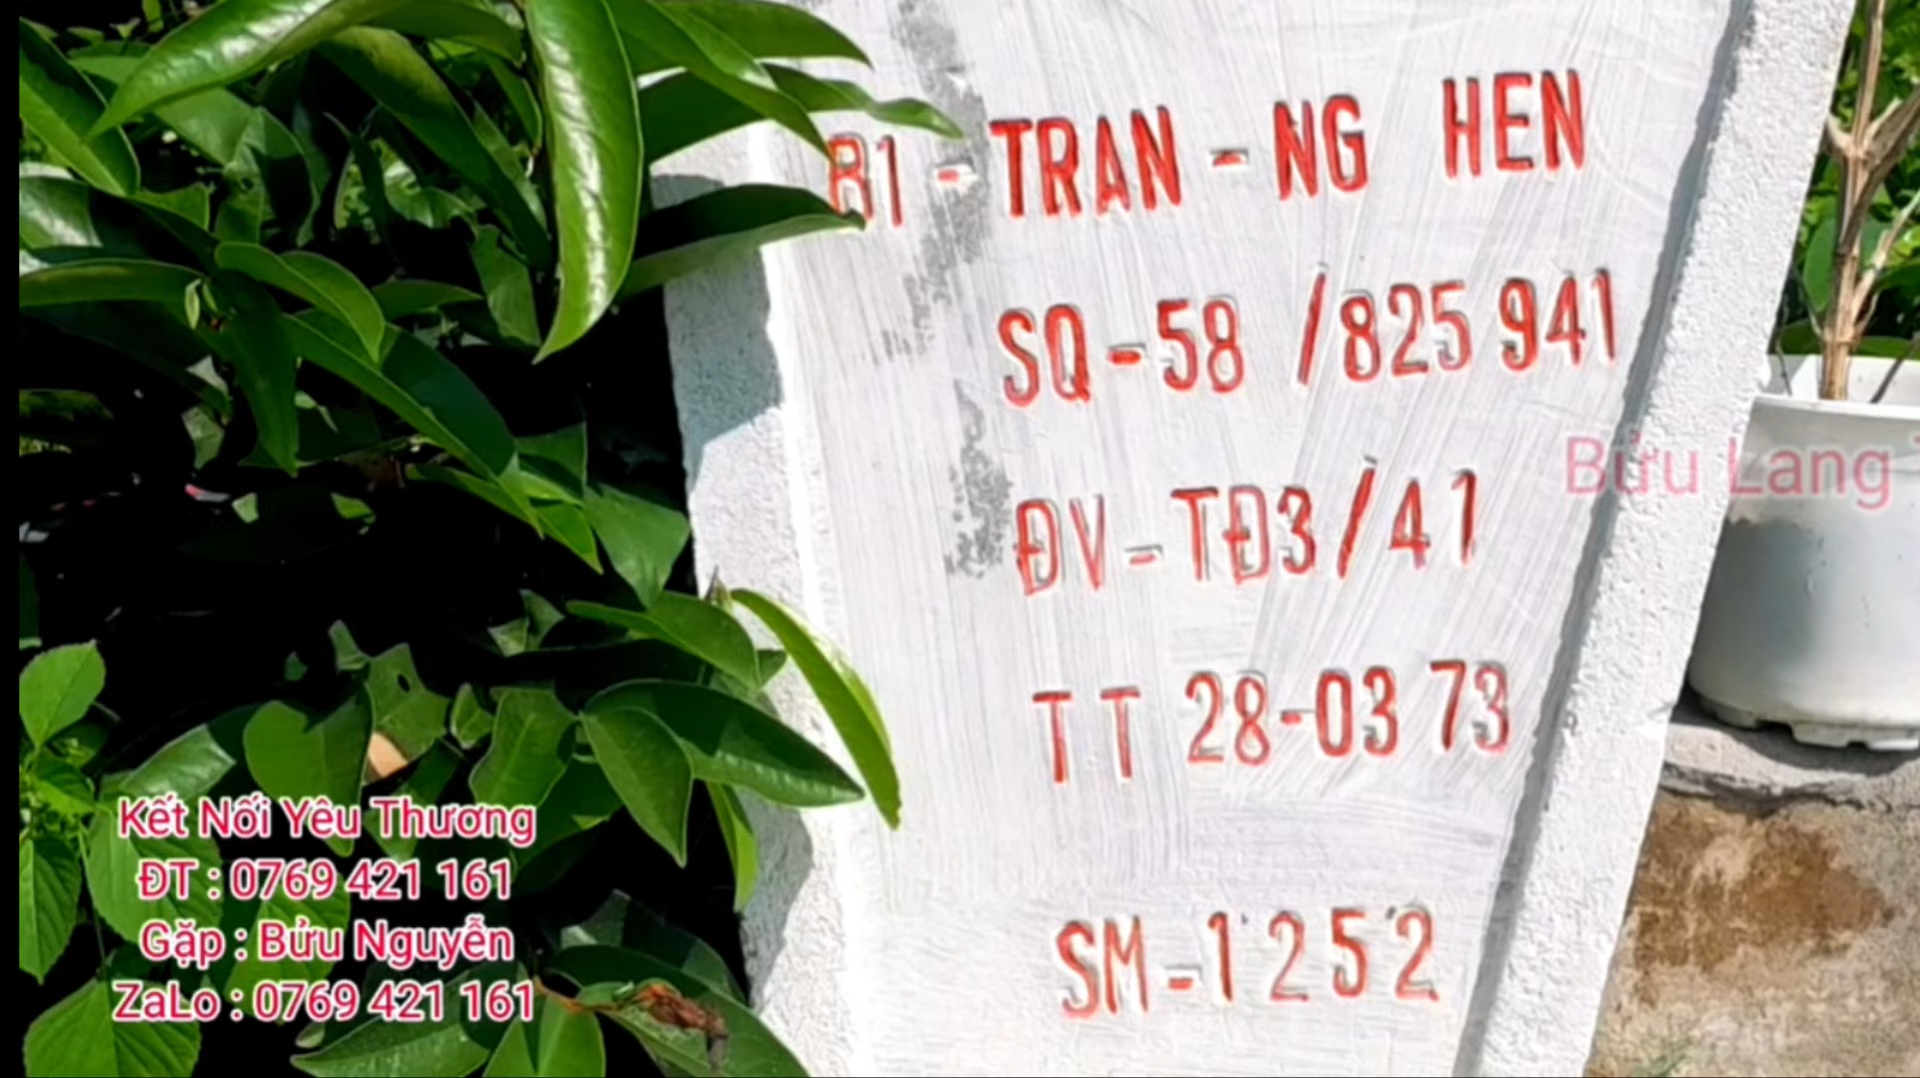 B1-TRAN-NG HEN
SQ-58/825941
ĐV-TĐ3/41
TT 28-03 73
SM-1252
Bửu Lang
Kết Nối Yêu Thương
ĐT : 0769 421 161
Gặp : Bửu Nguyễn
ZaLo : 0769 421 161